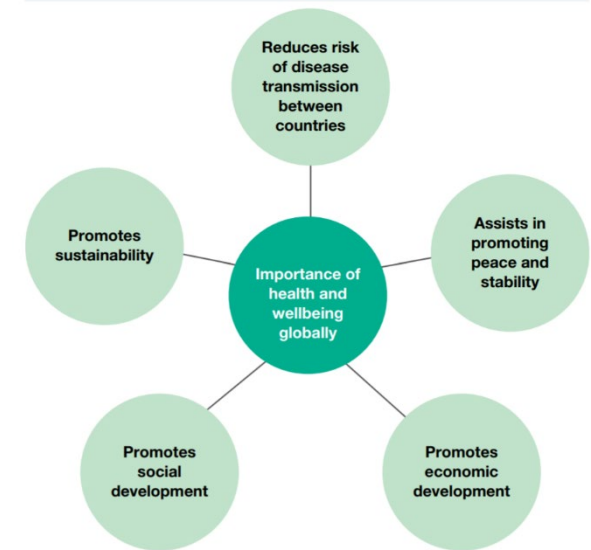 Reduces risk
of disease
transmission
between
countries
Promotes
sustainability
Assists in
promoting
peace and
stability
Importance of
health and
wellbeing
globally
Promotes
social
development
Promotes
economic
development